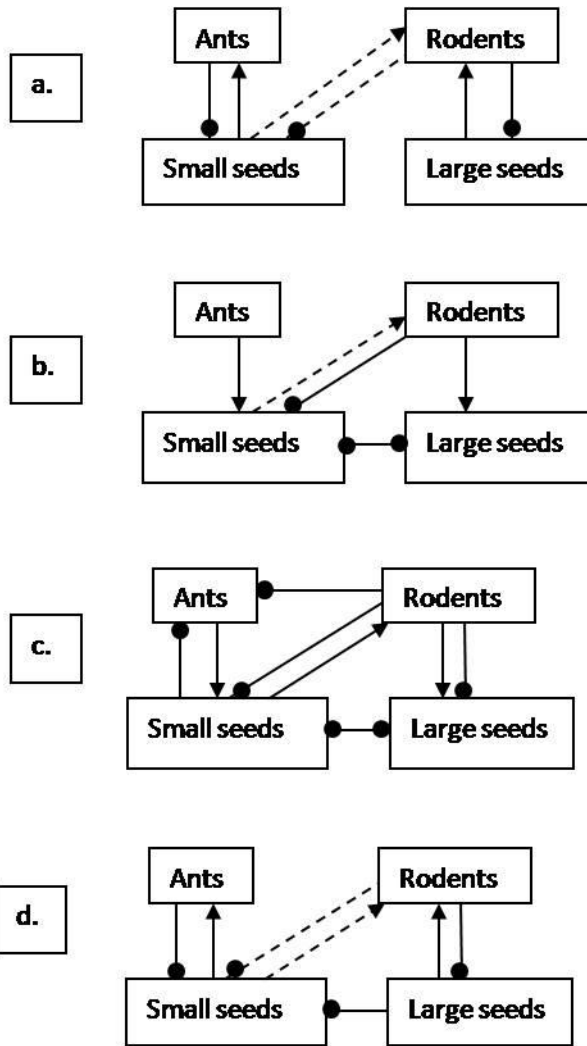 Ants Rodents
a.
Small seeds Large seeds
Ants Rodents
b.
Small seeds Large seeds
Ants Rodents
c.
Small seeds Large seeds
Ants Rodents
d.
Small seeds Large seeds